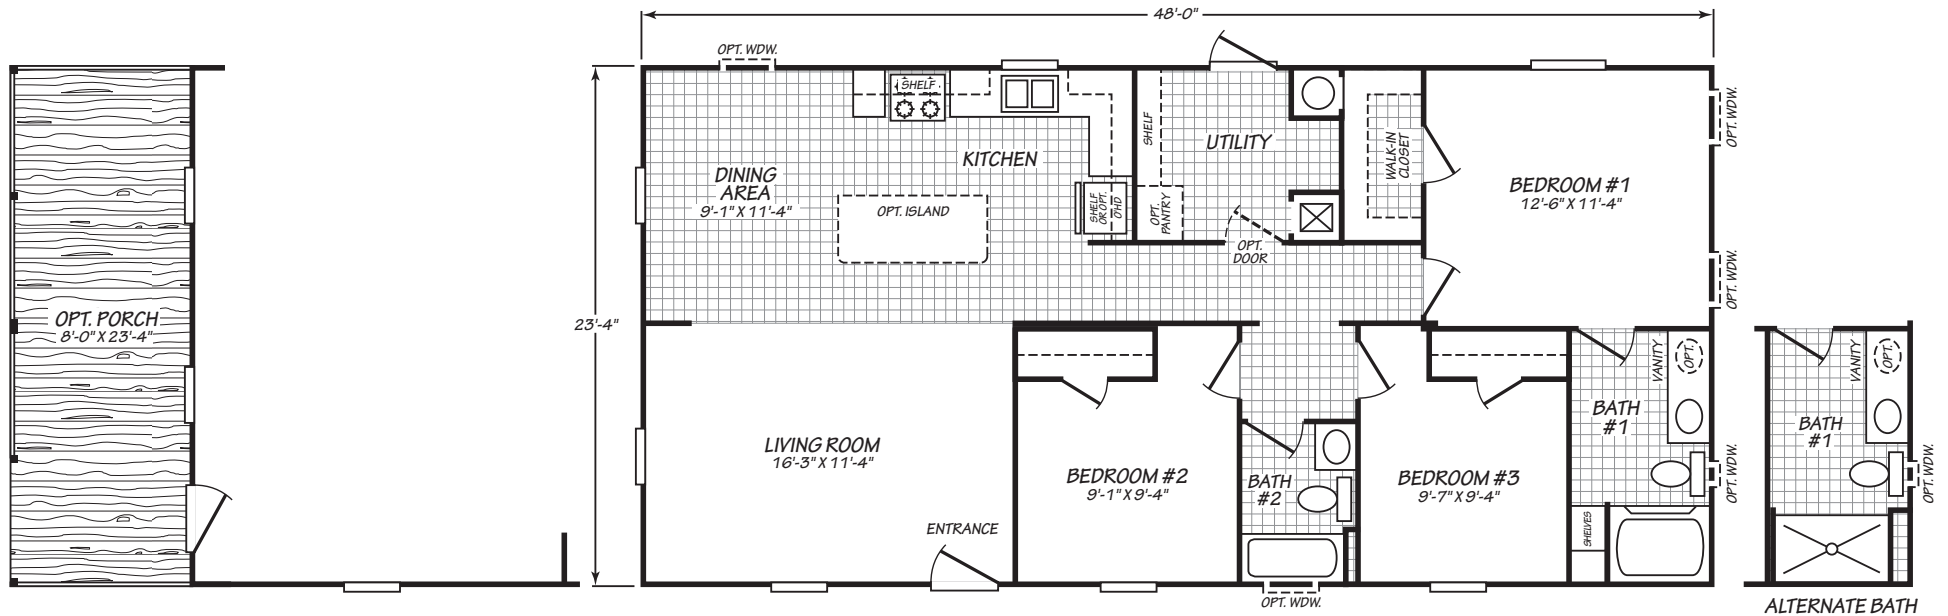 48'-0"
OPT. WDW.
SHELF
SHELF
UTILITY
KITCHEN
WALK-IN
CLOSET
OPT. WDW.
DINING
AREA
9'-1" X 11'-4"
OPT. ISLAND
SHELF
OR OPT.
OHD
OPT.
PANTRY
BEDROOM #1
12'-6" X 11'-4"
OPT.
DOOR
OPT. WDW.
OPT. PORCH
8'-0" X 23'-4"
23'-4"
VANITY
OPT.
VANITY
OPT.
LIVING ROOM
16'-3" X 11'-4"
BEDROOM #2
9'-1" X 9'-4"
BATH
#2
BEDROOM #3
9'-7" X 9'-4"
BATH
#1
OPT. WDW.
BATH
#1
OPT. WDW.
ENTRANCE
SHELVES
OPT. WDW.
ALTERNATE BATH